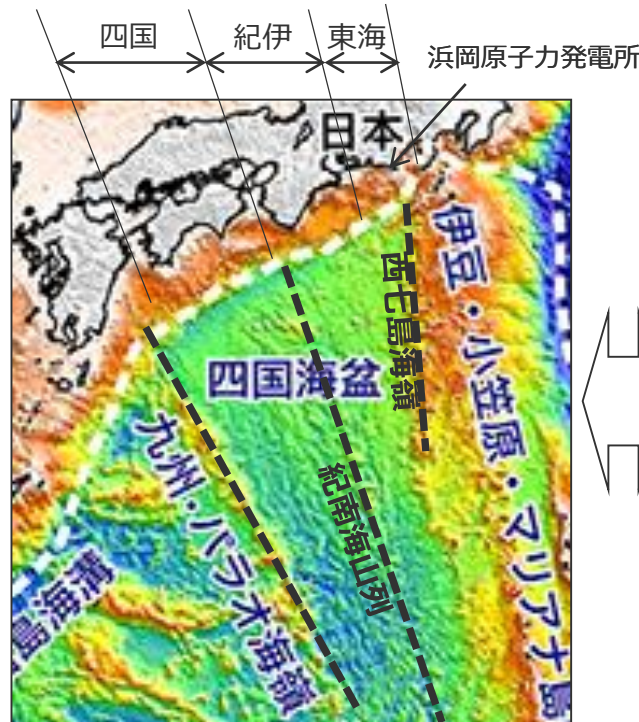 四国
紀伊
東海
浜岡原子力発電所
日本
伊豆・小笠原・マリアナ島
西七島海嶺
四国海盆
紀南海山列
九州・パラオ海嶺